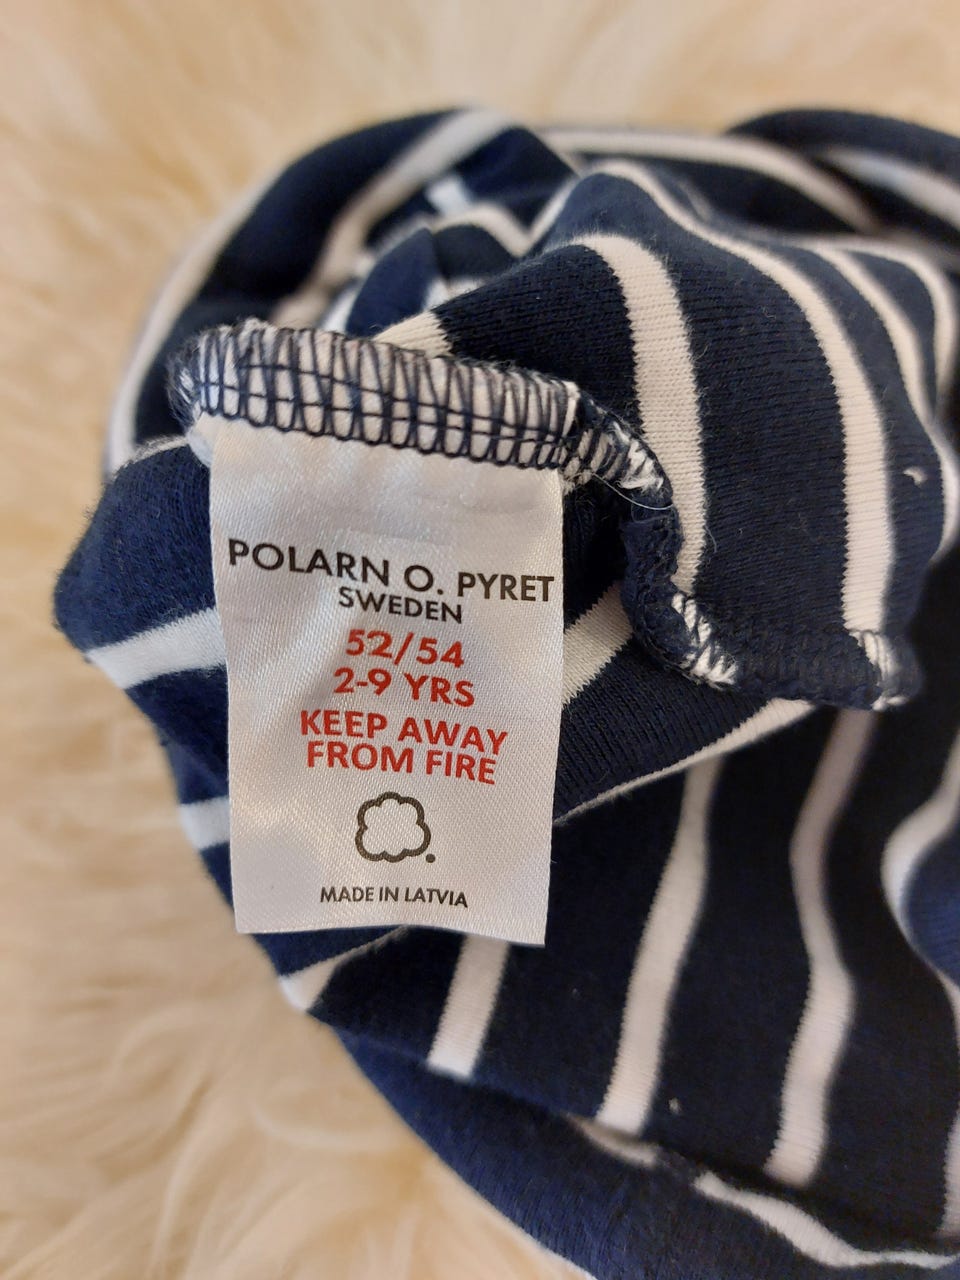 POLARN O. PYRET
SWEDEN
52/54
2-9 YRS
KEEP AWAY
FROM FIRE
MADE IN LATVIA